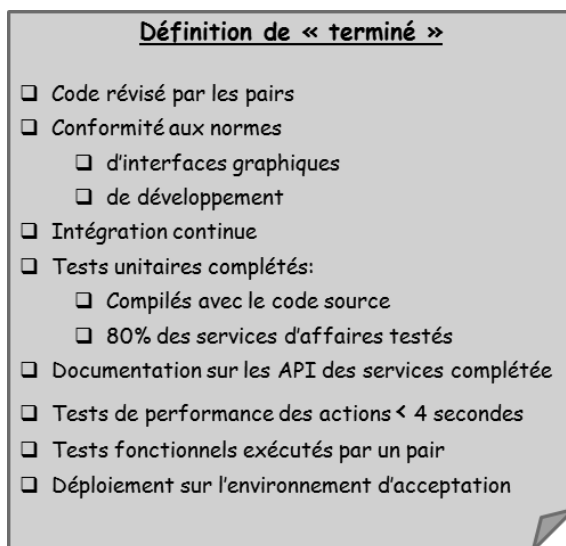 Définition de « terminé »
❑ Code révisé par les pairs
❑ Conformité aux normes
❑ d'interfaces graphiques
❑ de développement
❑ Intégration continue
❑ Tests unitaires complétés:
❑ Compilés avec le code source
❑ 80% des services d'affaires testés
❑ Documentation sur les API des services complétée
❑ Tests de performance des actions < 4 secondes
❑ Tests fonctionnels exécutés par un pair
❑ Déploiement sur l'environnement d'acceptation